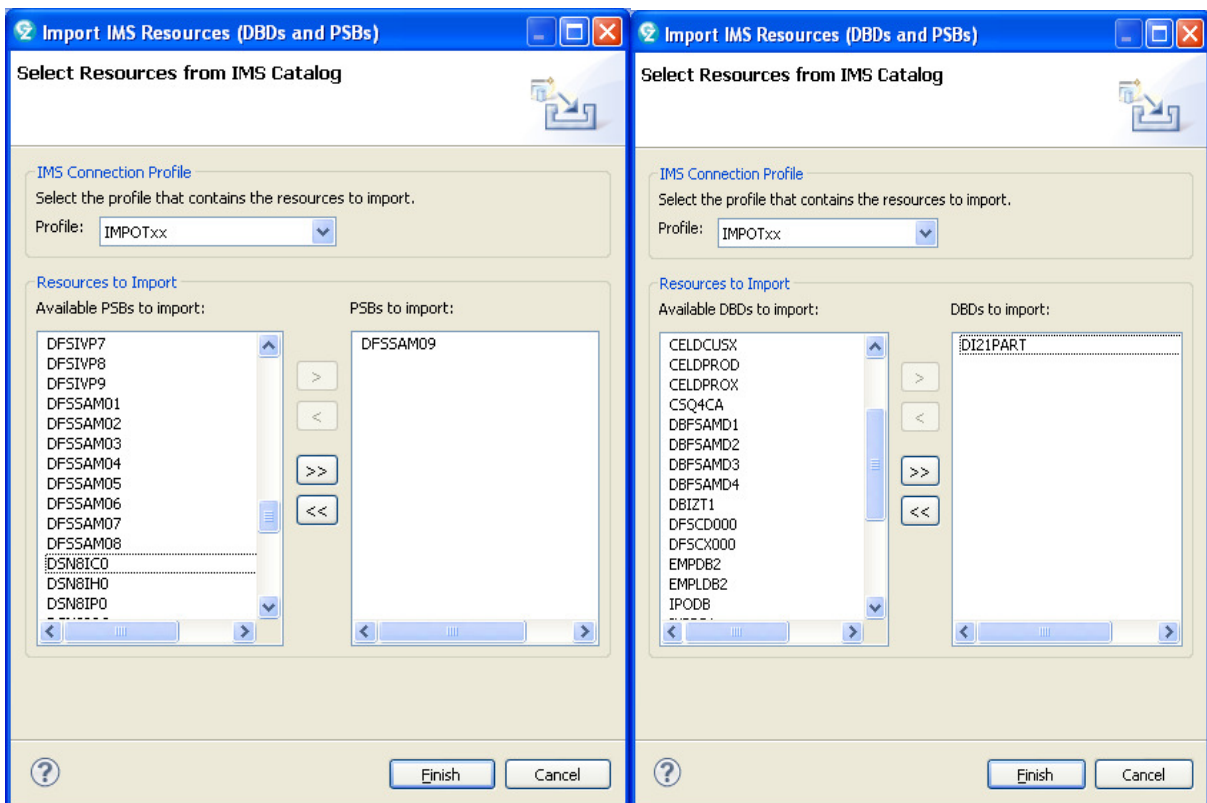 Import IMS Resources (DBDs and PSBs)
Select Resources from IMS Catalog
IMS Connection Profile
Select the profile that contains the resources to import.
Profile: IMPOTxx
Resources to Import
Available PSBs to import:
DFSIVP7
DFSIVP8
DFSIVP9
DFSSAM01
DFSSAM02
DFSSAM03
DFSSAM04
DFSSAM05
DFSSAM06
DFSSAM07
DFSSAM08
DSN8IC0
DSN8IH0
DSN8IP0
>
<
>>
<<
PSBs to import:
DFSSAM09
?
Finish
Cancel
Import IMS Resources (DBDs and PSBs)
Select Resources from IMS Catalog
IMS Connection Profile
Select the profile that contains the resources to import.
Profile: IMPOTxx
Resources to Import
Available DBDs to import:
CELDCUSX
CELDPROD
CELDPROX
CSQ4CA
DBFSAMD1
DBFSAMD2
DBFSAMD3
DBFSAMD4
DBIZT1
DFSCD000
DFSCX000
EMPDB2
EMPLDB2
IPODB
>
<
>>
<<
DBDs to import:
DI21PART
?
Finish
Cancel